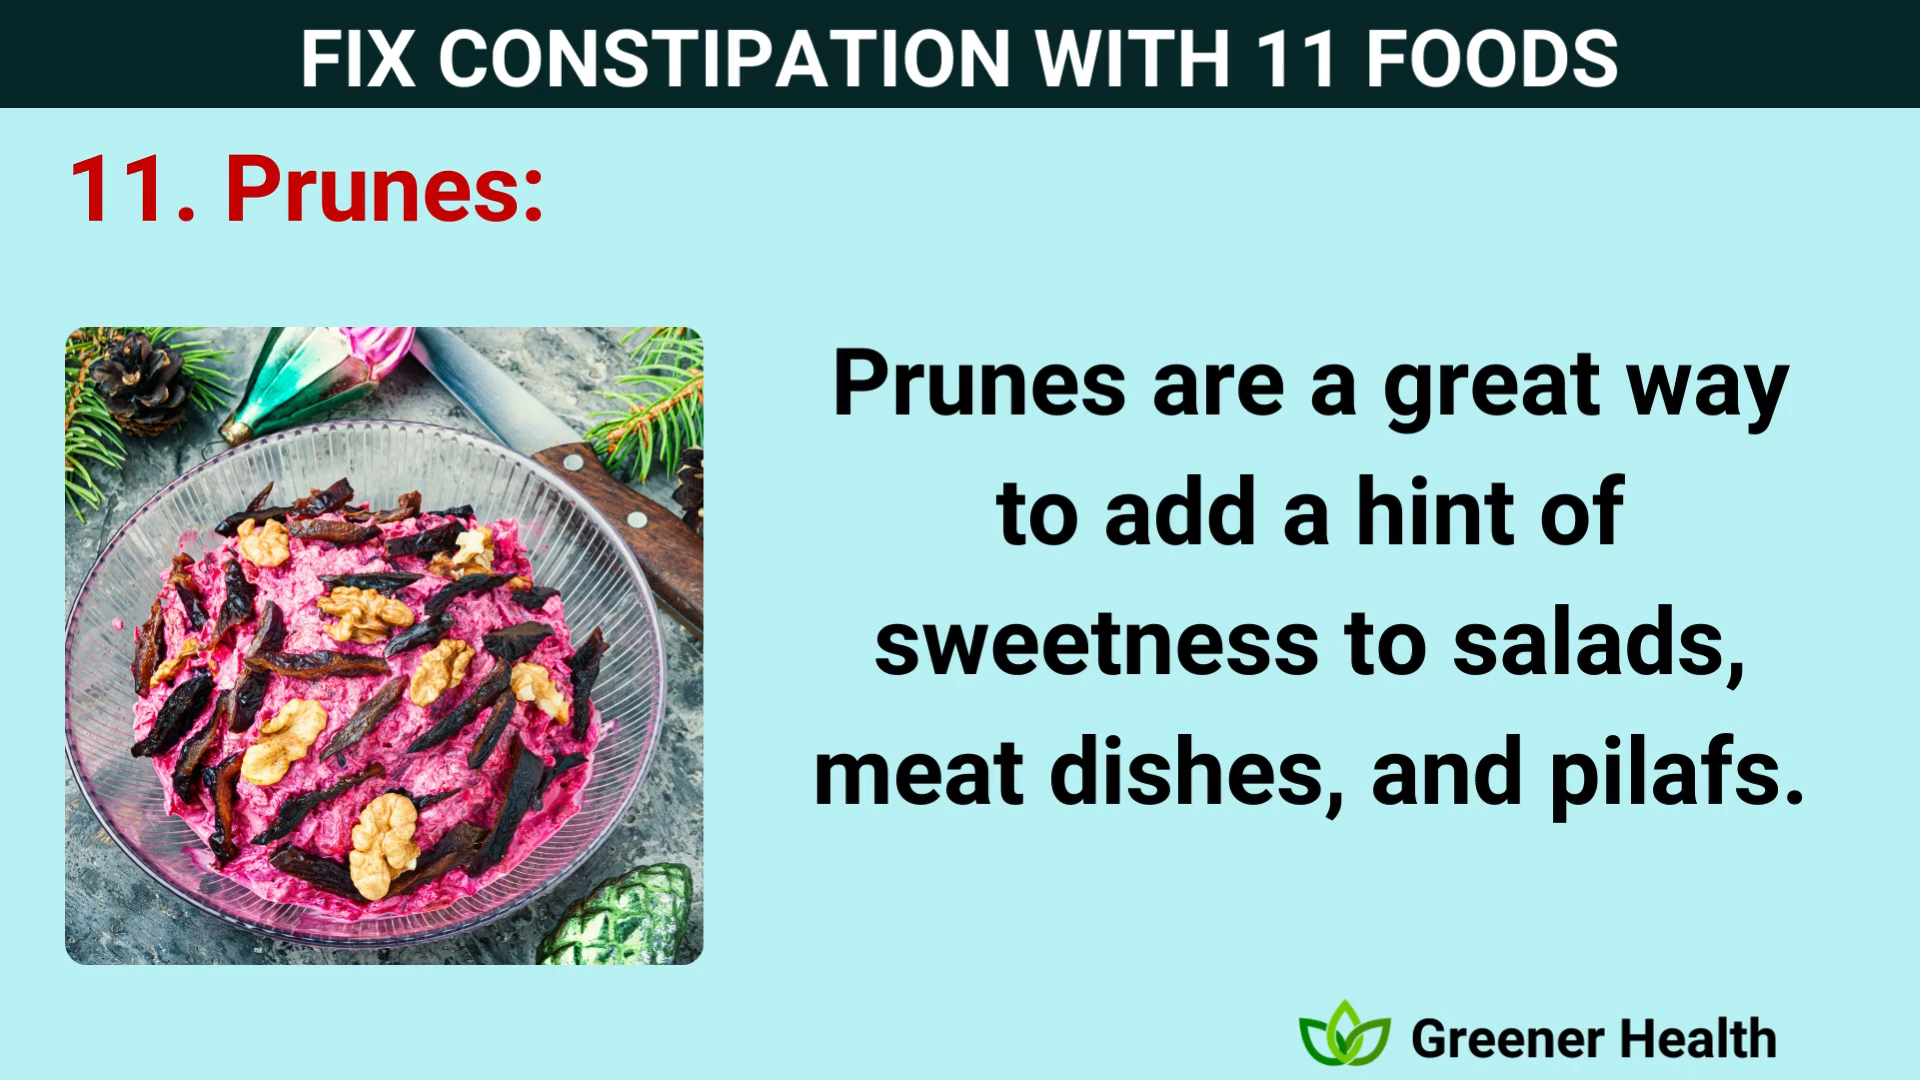 FIX CONSTIPATION WITH 11 FOODS
11. Prunes:
Prunes are a great way
to add a hint of
sweetness to salads,
meat dishes, and pilafs.
Greener Health